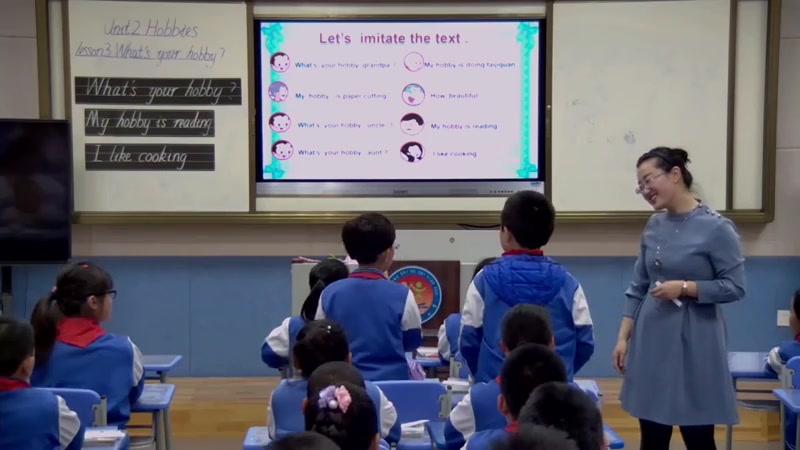 Unit2 Hobbies
lesson3 What's your hobby?
What's your hobby?
My hobby is reading
I like cooking
Let's imitate the text .
What's your hobby grandpa ?
My hobby is doing taijiquan
My hobby is paper cutting
How beautiful
What's your hobby uncle ?
My hobby is reading
What's your hobby aunt ?
I like cooking